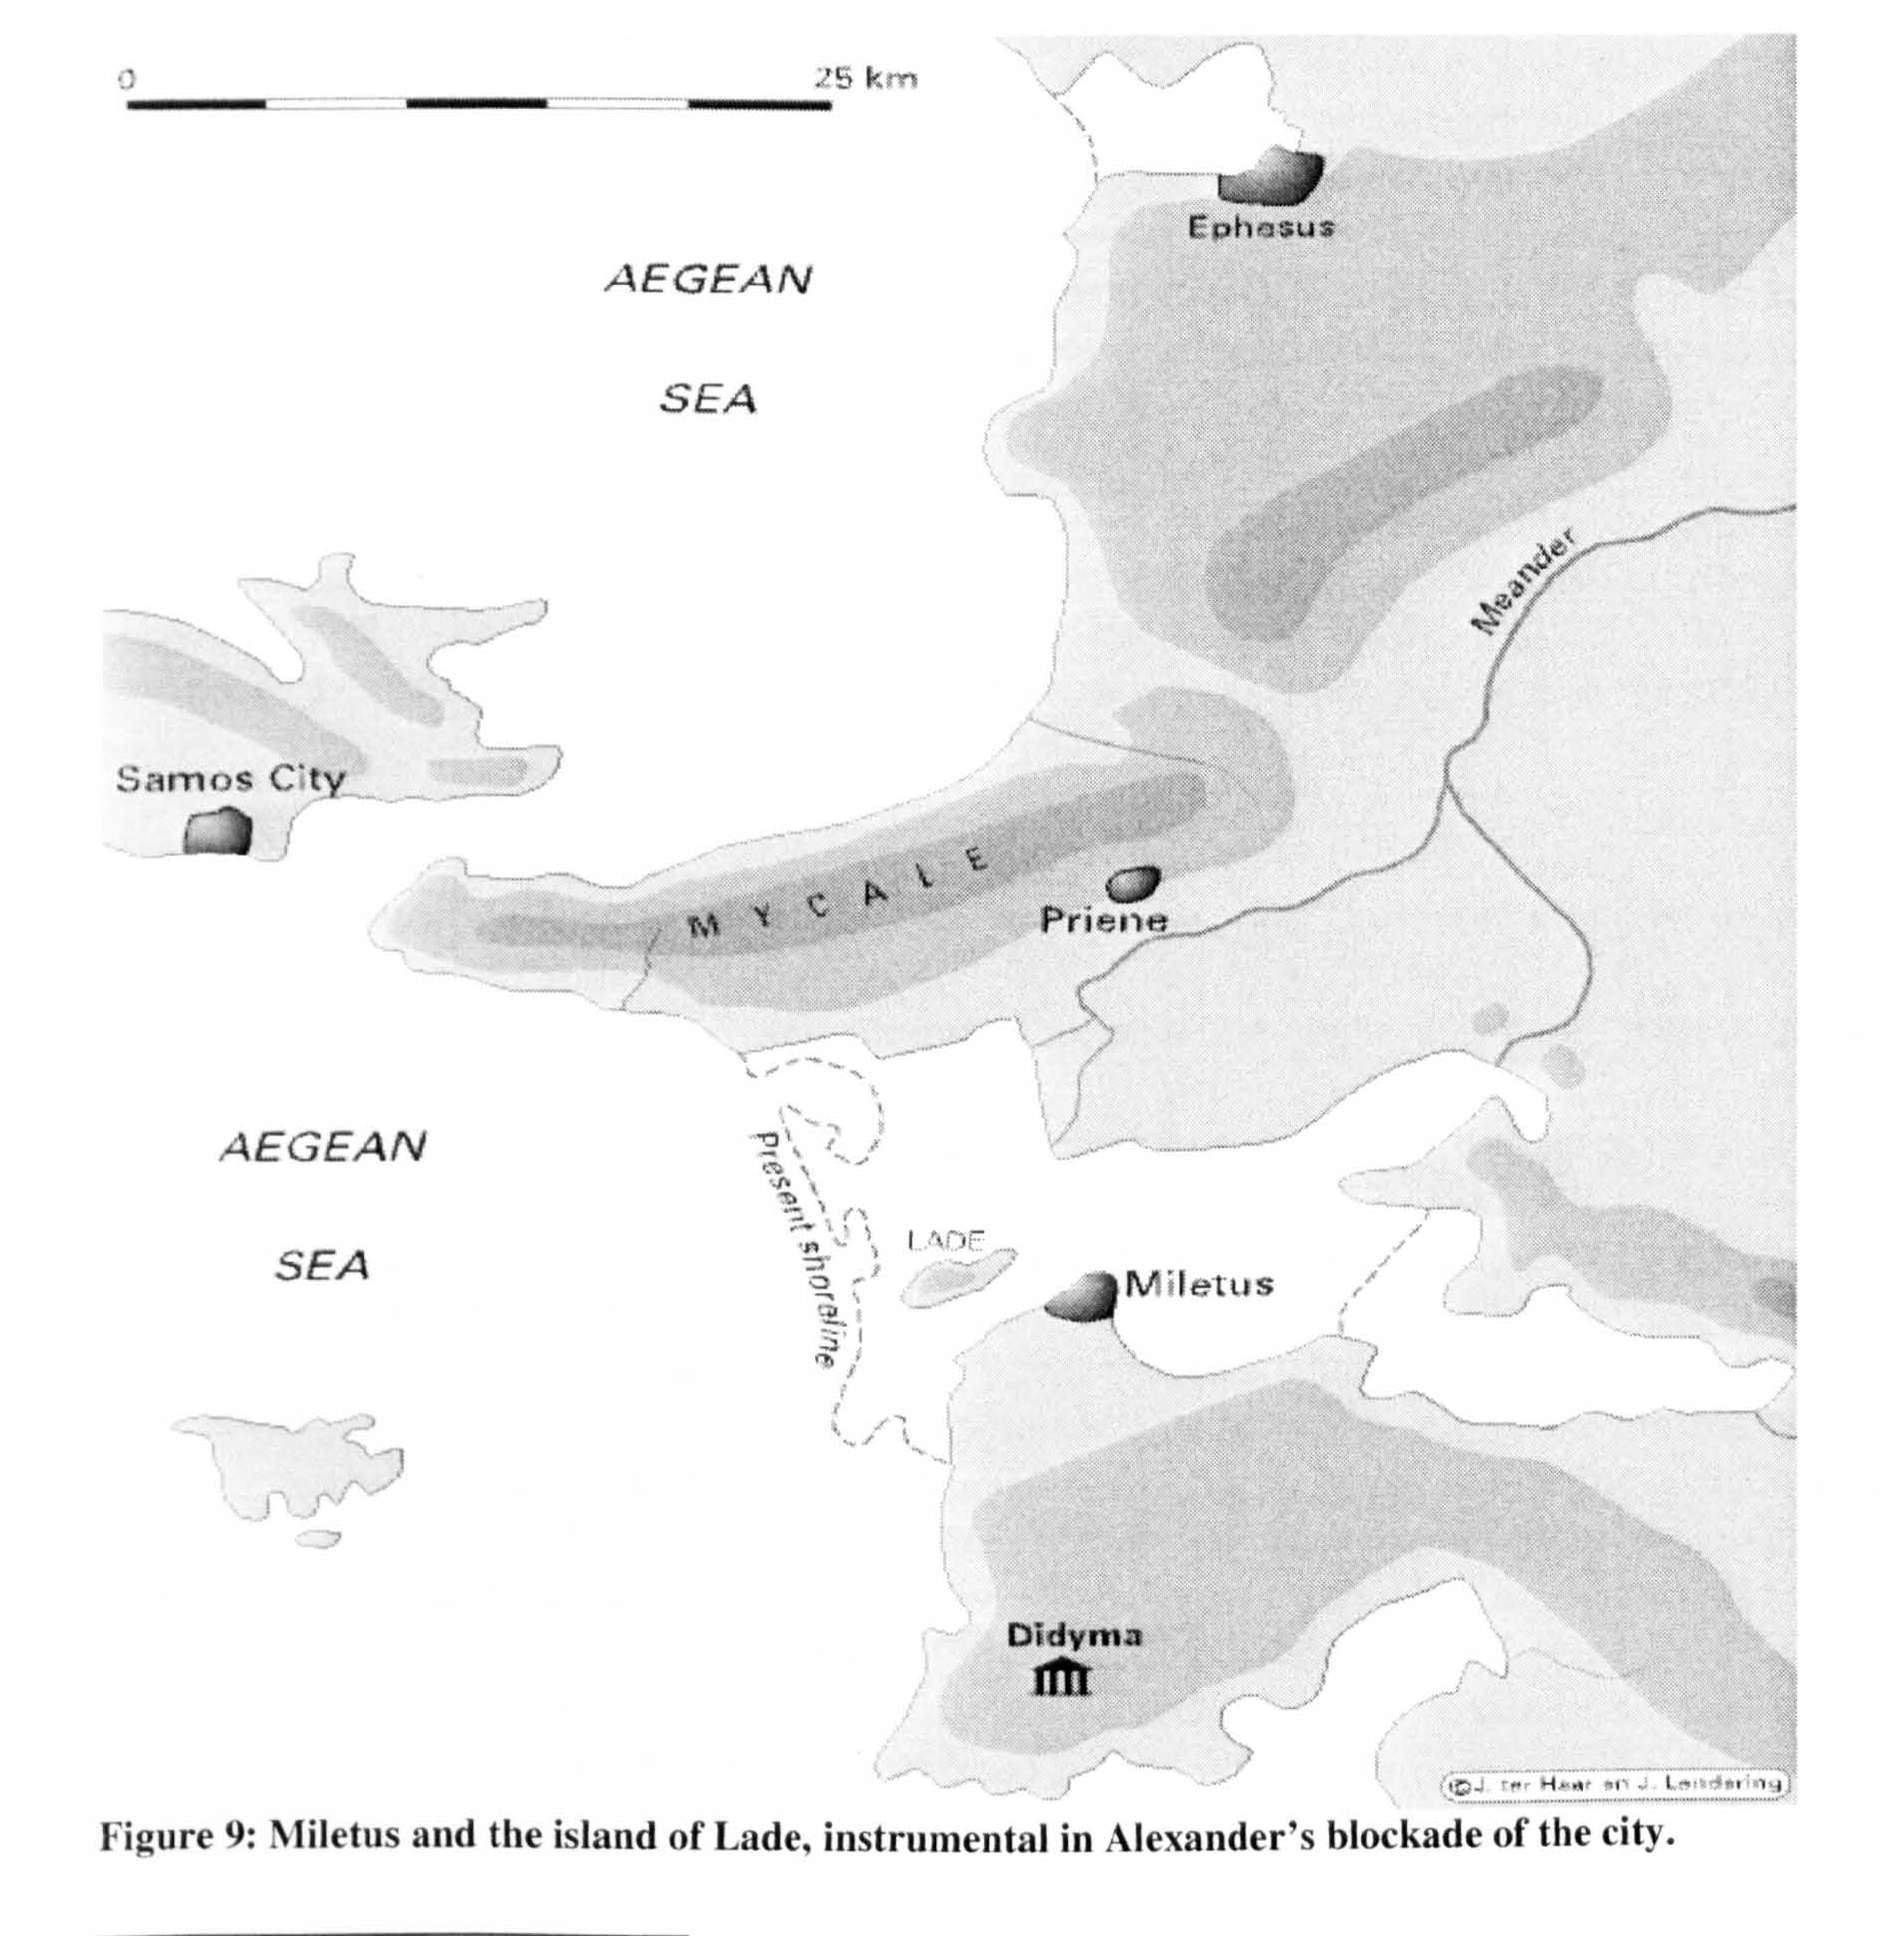 0 25 km
Ephesus
AEGEAN
SEA
Meander
Samos City
MYCALE
Priene
AEGEAN
SEA
Present shoreline
LADE
Miletus
Didyma
©J. ter Haar en J. Lendering
Figure 9: Miletus and the island of Lade, instrumental in Alexander's blockade of the city.